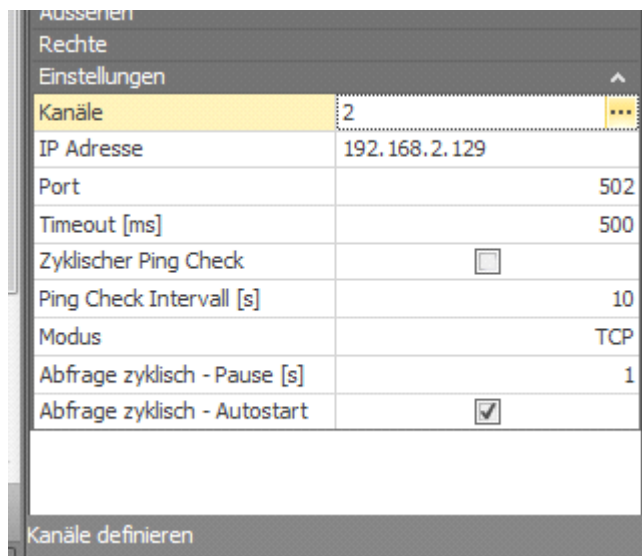 Aussehen
Rechte
Einstellungen
Kanäle 2 ...
IP Adresse 192.168.2.129
Port 502
Timeout [ms] 500
Zyklischer Ping Check
Ping Check Intervall [s] 10
Modus TCP
Abfrage zyklisch - Pause [s] 1
Abfrage zyklisch - Autostart
Kanäle definieren